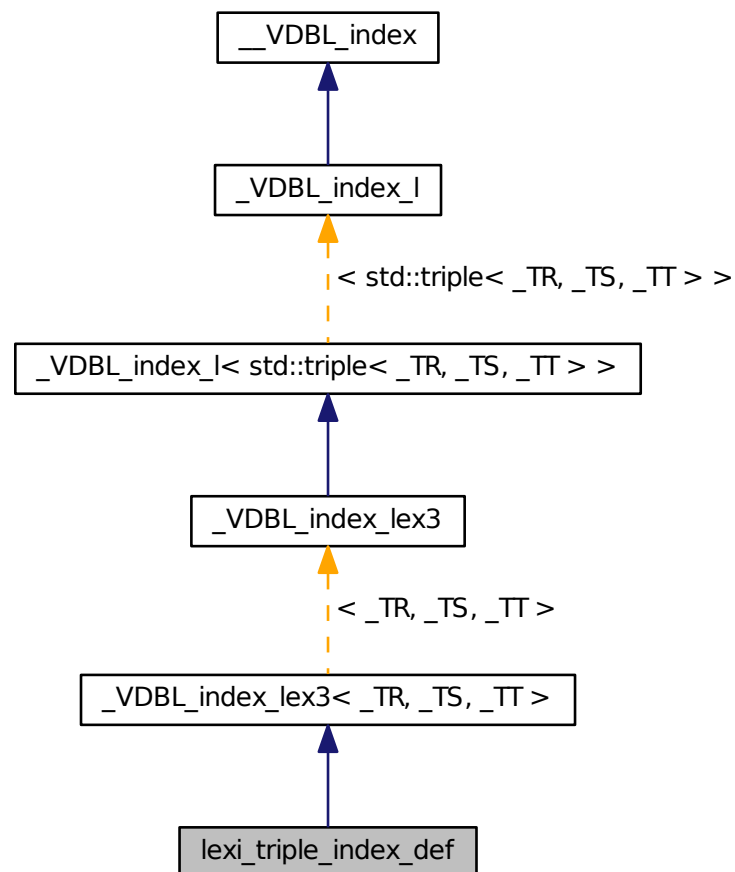 __VDBL_index
_VDBL_index_l
< std::triple< _TR, _TS, _TT > >
_VDBL_index_l< std::triple< _TR, _TS, _TT > >
_VDBL_index_lex3
< _TR, _TS, _TT >
_VDBL_index_lex3< _TR, _TS, _TT >
lexi_triple_index_def